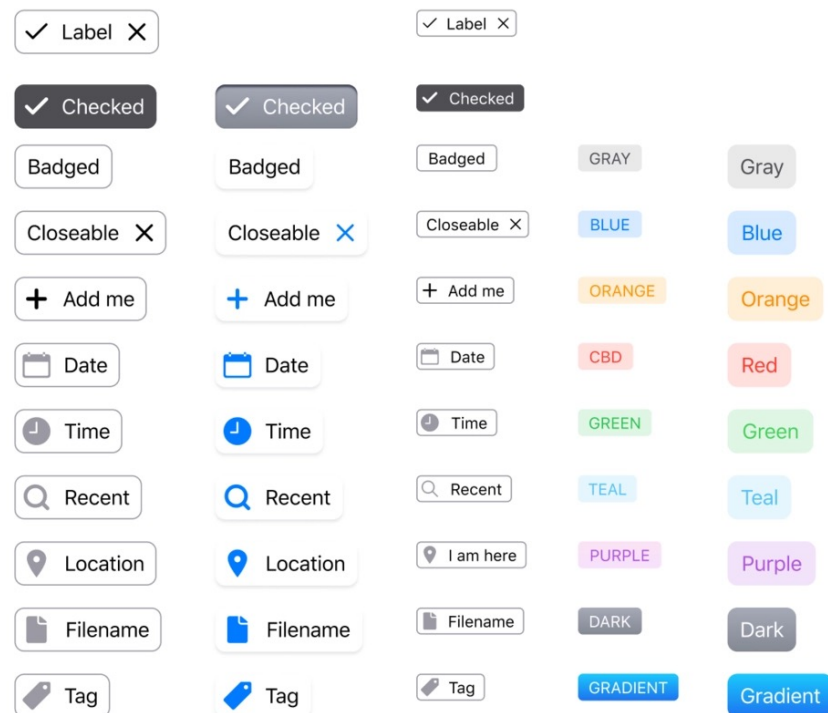 Label Label
Checked Checked Checked
Badged Badged Badged GRAY Gray
Closeable Closeable Closeable BLUE Blue
Add me Add me Add me ORANGE Orange
Date Date Date CBD Red
Time Time Time GREEN Green
Recent Recent Recent TEAL Teal
Location Location I am here PURPLE Purple
Filename Filename Filename DARK Dark
Tag Tag Tag GRADIENT Gradient